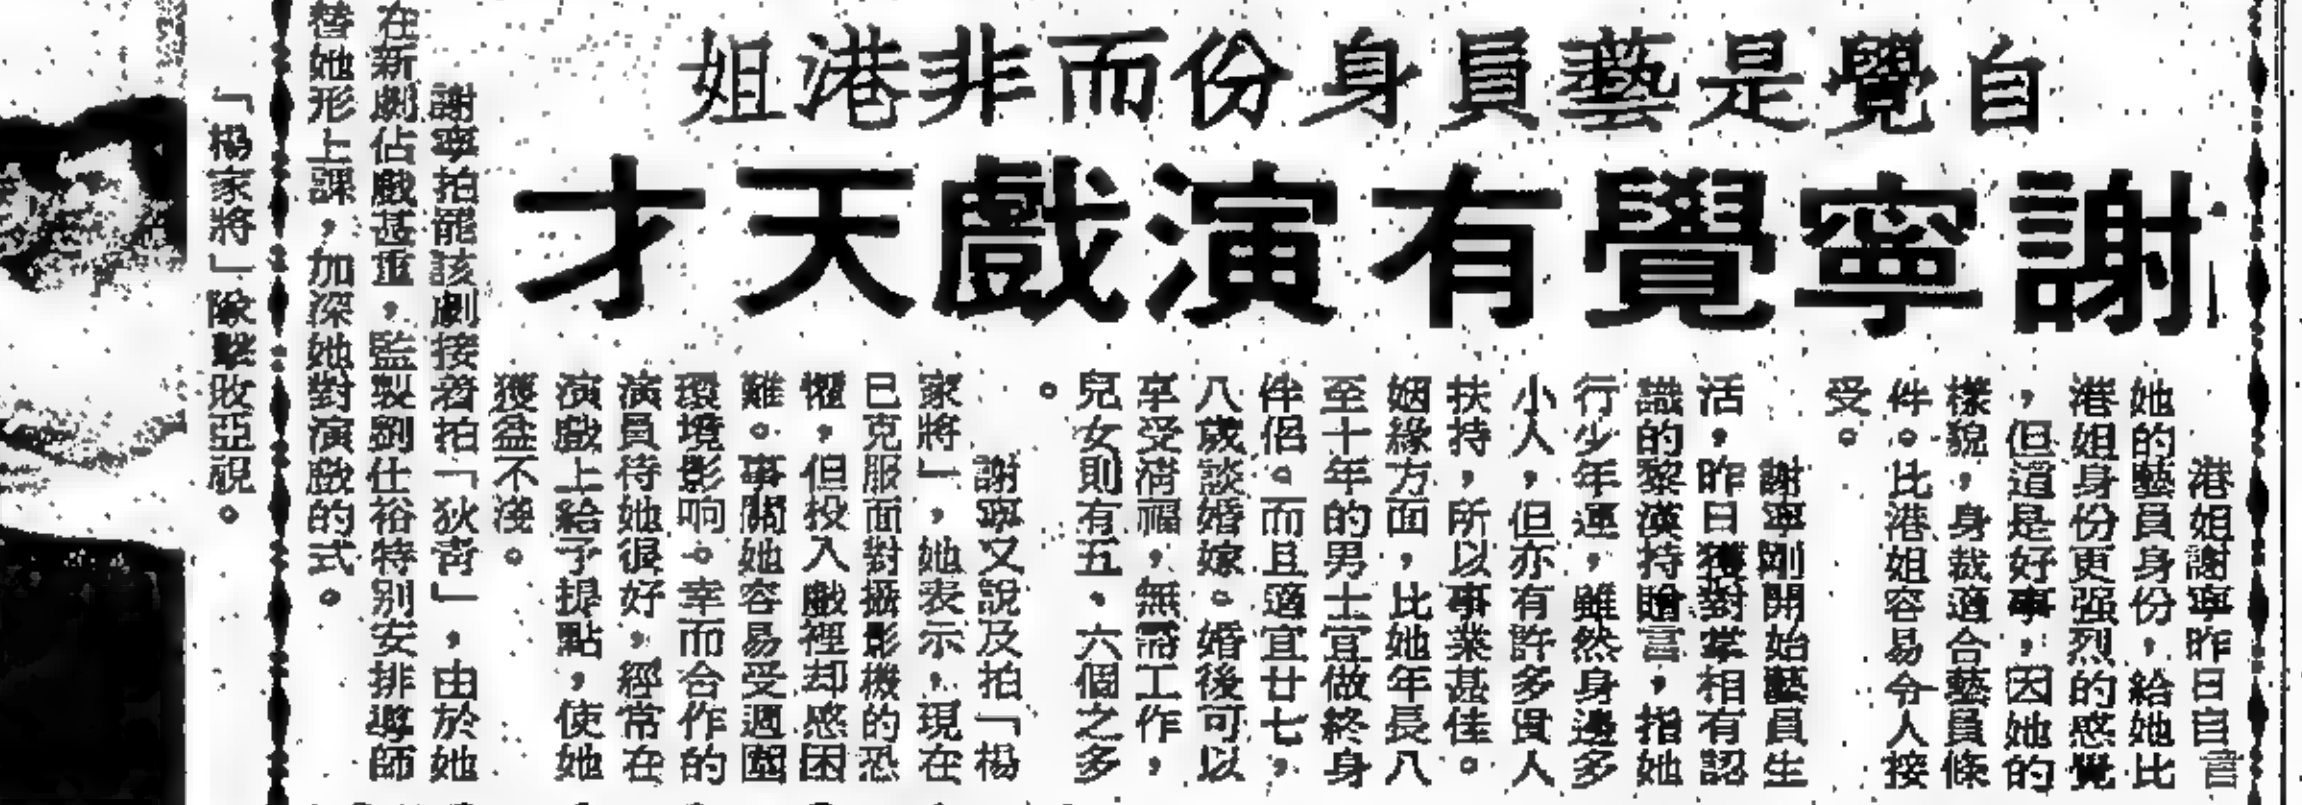 自覺是藝員身份而非港姐
謝寧覺有演戲天才
港姐謝寧昨日自言
她的藝員身份，給她比
港姐身份更强烈的感覺
，但這是好事，因她的
樣貌，身裁適合藝員條
件。比港姐容易令人接
受。
謝寧剛開始藝員生
活，昨日獲對掌相有認
識的黎漢持贈言，指她
行少年運，雖然身邊多
小人，但亦有許多貴人
扶持，所以事業甚佳。
姻緣方面，比她年長八
至十年的男士宜做終身
伴侶。而且適宜廿七，
八歲談婚嫁。婚後可以
享受清福，無需工作，
兒女則有五、六個之多
。
謝寧又說及拍「楊
家將」，她表示，現在
已克服面對攝影機的恐
懼，但投入戲裡却感困
難。事關她容易受週圍
環境影响。幸而合作的
演員待她很好，經常在
演戲上給予提點，使她
獲益不淺。
謝寧拍罷該劇接着拍「狄青」，由於她
在新劇佔戲甚重，監製劉仕裕特別安排導師
替她形上課，加深她對演戲的式。
「楊家將」險擊敗亞視。